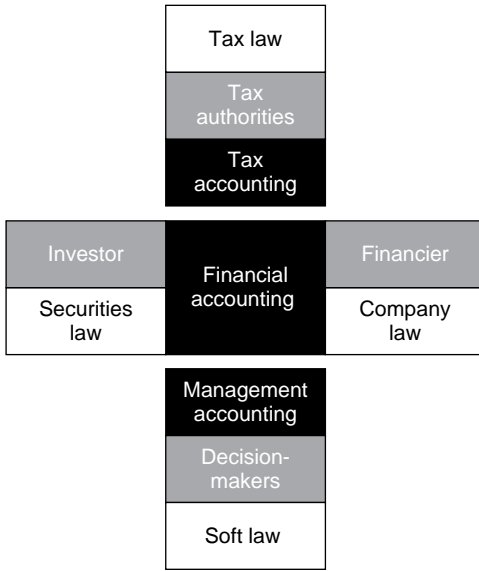 Tax law
Tax
authorities
Tax
accounting
Investor
Financial
accounting
Financier
Securities
law
Company
law
Management
accounting
Decision-
makers
Soft law